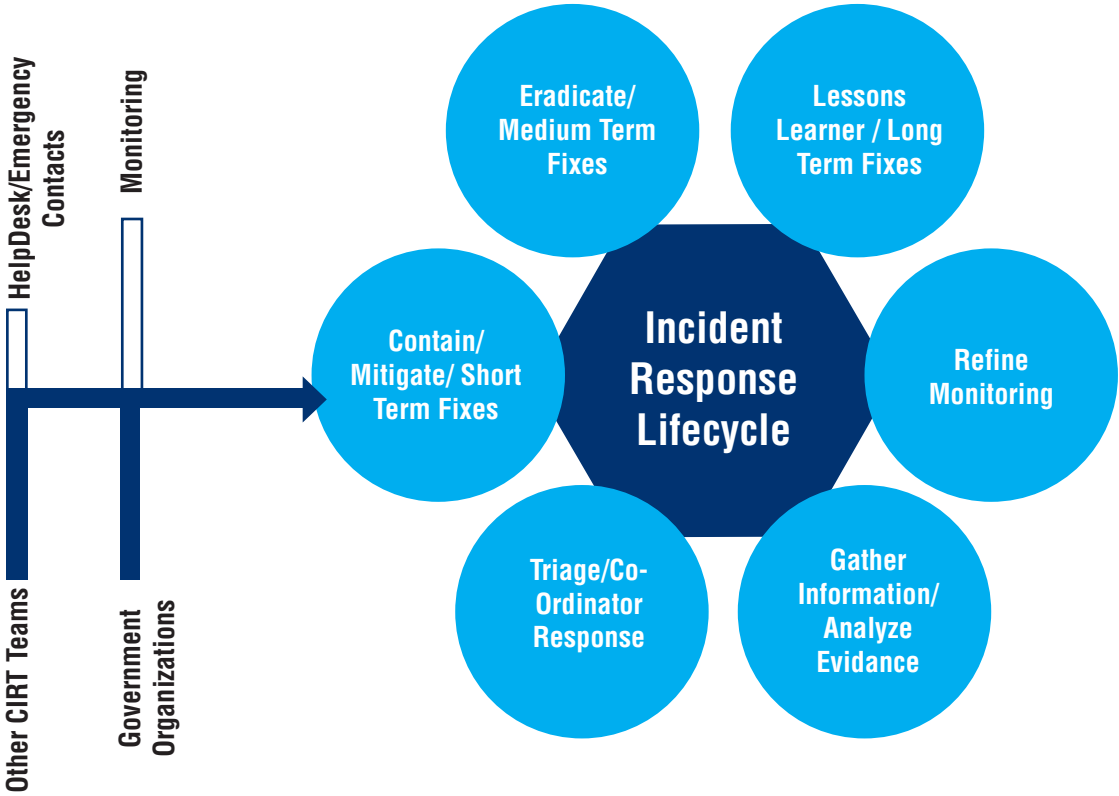 HelpDesk/Emergency
Contacts
Monitoring
Other CIRT Teams
Government
Organizations
Eradicate/
Medium Term
Fixes
Lessons
Learner / Long
Term Fixes
Contain/
Mitigate/ Short
Term Fixes
Incident
Response
Lifecycle
Refine
Monitoring
Triage/Co-
Ordinator
Response
Gather
Information/
Analyze
Evidance